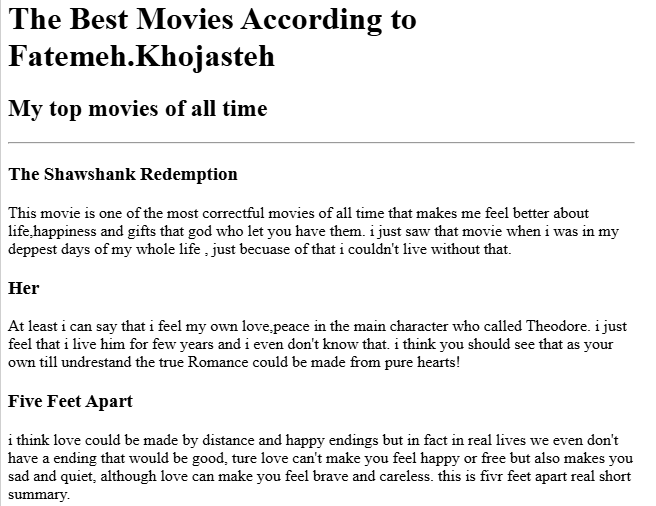 The Best Movies According to
Fatemeh.Khojasteh
My top movies of all time
The Shawshank Redemption
This movie is one of the most correctful movies of all time that makes me feel better about
life,happiness and gifts that god who let you have them. i just saw that movie when i was in my
deppest days of my whole life , just becuase of that i couldn't live without that.
Her
At least i can say that i feel my own love,peace in the main character who called Theodore. i just
feel that i live him for few years and i even don't know that. i think you should see that as your
own till undrestand the true Romance could be made from pure hearts!
Five Feet Apart
i think love could be made by distance and happy endings but in fact in real lives we even don't
have a ending that would be good, ture love can't make you feel happy or free but also makes you
sad and quiet, although love can make you feel brave and careless. this is fivr feet apart real short
summary.